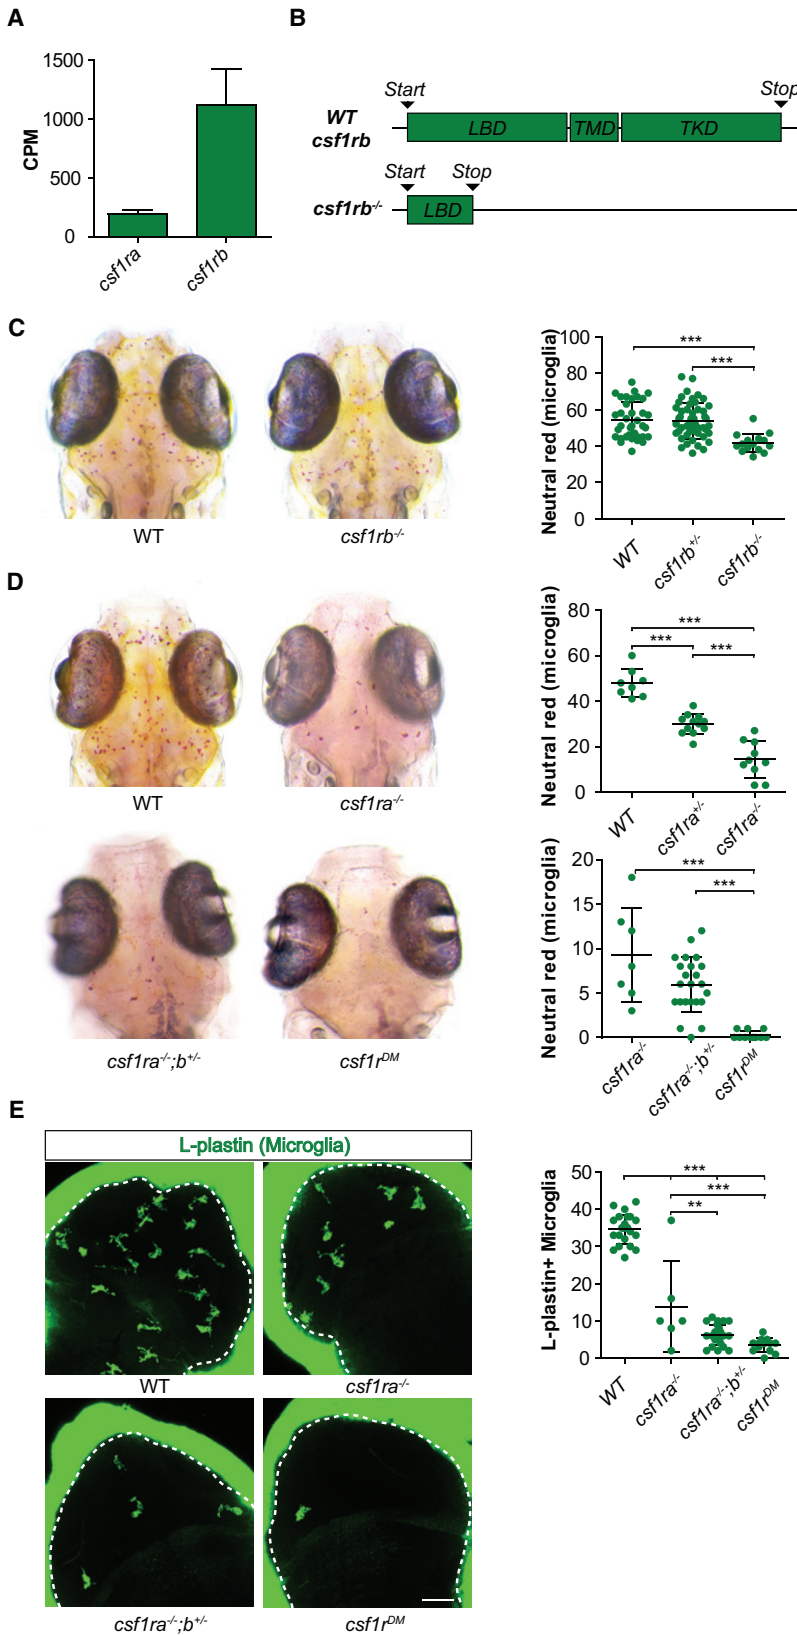 A
1500
1000
500
0
CPM
csf1ra
csf1rb
B
Start
Stop
WT
csf1rb
LBD
TMD
TKD
Start
Stop
csf1rb-/-
LBD
C
WT
csf1rb-/-
Neutral red (microglia)
100
80
60
40
20
0
***
***
WT
csf1rb+/-
csf1rb-/-
D
WT
csf1ra-/-
Neutral red (microglia)
80
60
40
20
0
***
***
***
WT
csf1ra+/-
csf1ra-/-
csf1ra-/-;b+/-
csf1rDM
Neutral red (microglia)
20
15
10
5
0
***
***
csf1ra-/-
csf1ra-/-;b+/-
csf1rDM
E
L-plastin (Microglia)
WT
csf1ra-/-
csf1ra-/-;b+/-
csf1rDM
L-plastin+ Microglia
50
40
30
20
10
0
***
***
**
WT
csf1ra-/-
csf1ra-/-;b+/-
csf1rDM